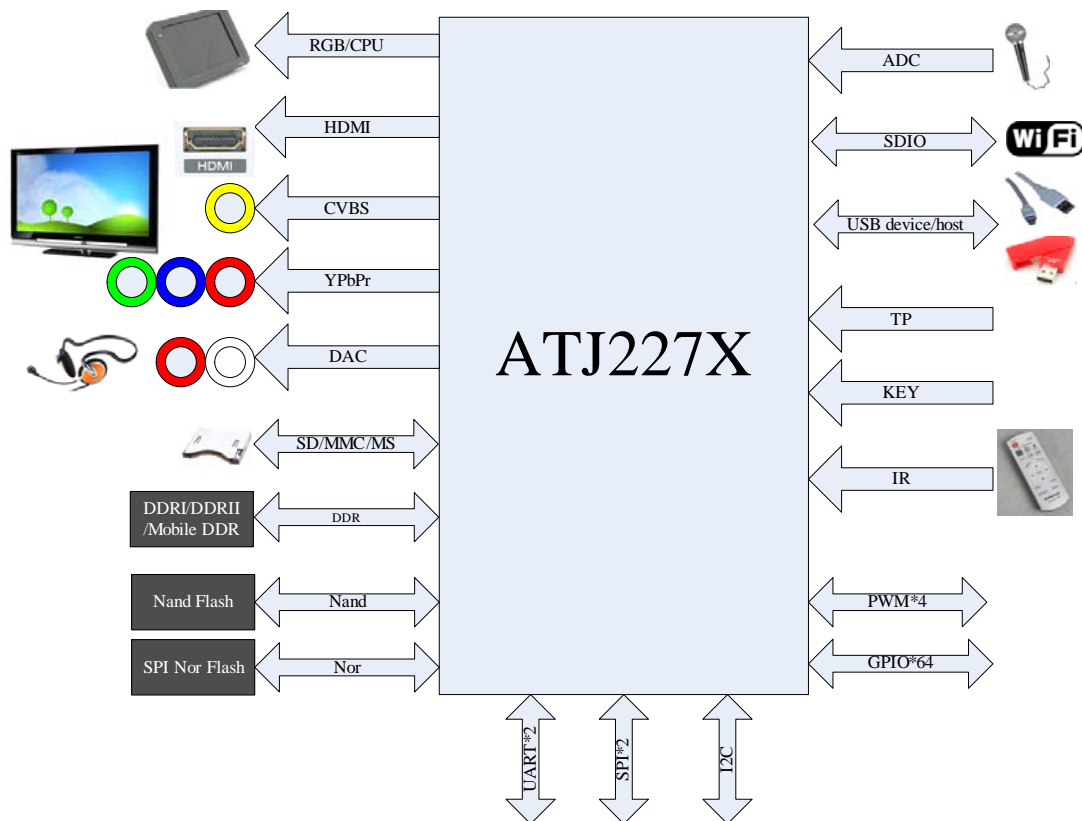 RGB/CPU
ADC
HDMI
HDMI
SDIO
WiFi
CVBS
USB device/host
YPbPr
TP
ATJ227X
DAC
KEY
SD/MMC/MS
IR
DDRI/DDRII
/Mobile DDR
DDR
Nand Flash
Nand
PWM*4
SPI Nor Flash
Nor
GPIO*64
UART*2
SPI*2
I2C